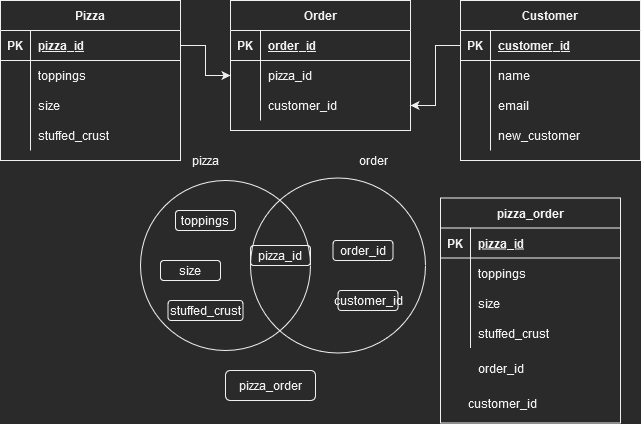 Pizza
PK pizza_id
toppings
size
stuffed_crust
Order
PK order_id
pizza_id
customer_id
Customer
PK customer_id
name
email
new_customer
pizza
order
toppings
size
stuffed_crust
pizza_id
order_id
customer_id
pizza_order
pizza_order
PK pizza_id
toppings
size
stuffed_crust
order_id
customer_id